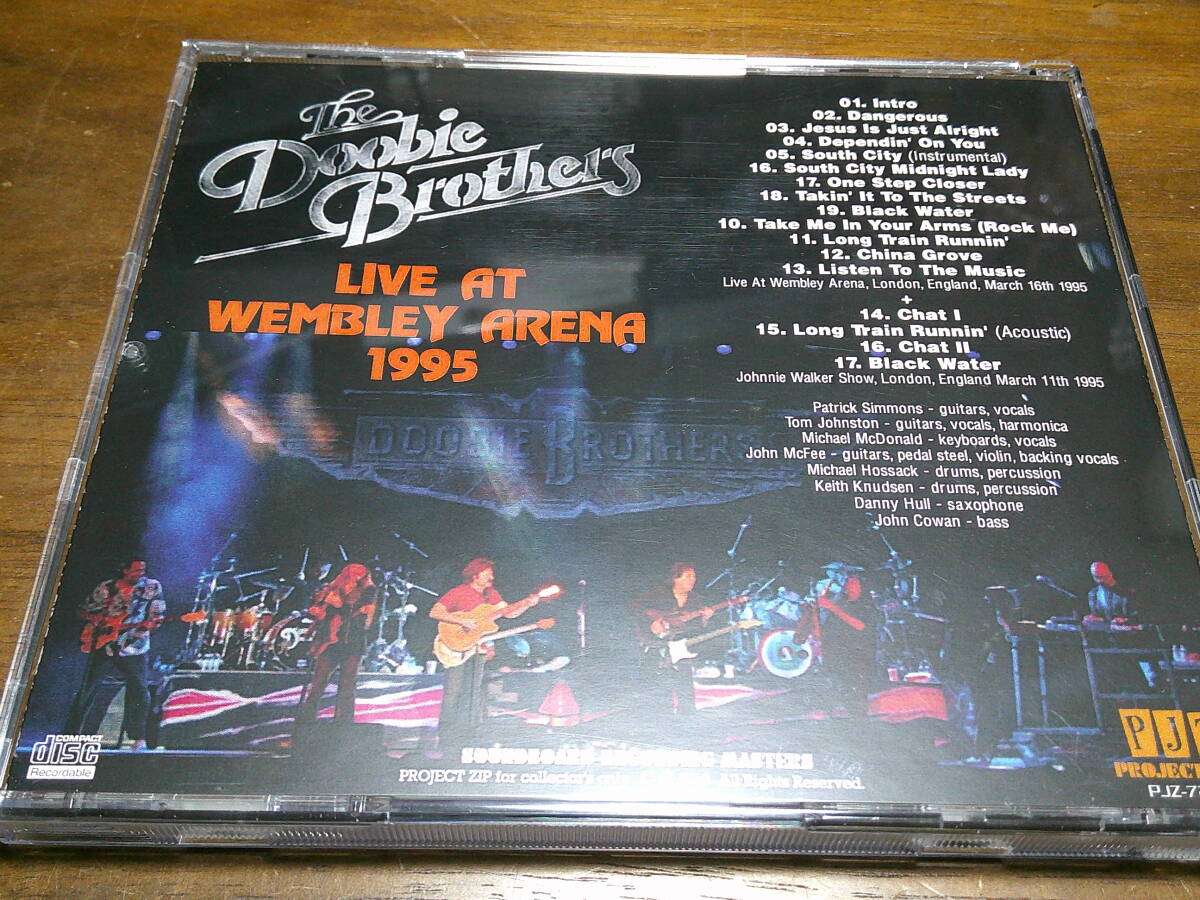 The
Doobie
Brothers
LIVE AT
WEMBLEY ARENA
1995
01. Intro
02. Dangerous
03. Jesus Is Just Alright
04. Dependin' On You
05. South City (Instrumental)
16. South City Midnight Lady
17. One Step Closer
18. Takin' It To The Streets
19. Black Water
10. Take Me In Your Arms (Rock Me)
11. Long Train Runnin'
12. China Grove
13. Listen To The Music
Live At Wembley Arena, London, England, March 16th 1995
+
14. Chat I
15. Long Train Runnin' (Acoustic)
16. Chat II
17. Black Water
Johnnie Walker Show, London, England March 11th 1995
Patrick Simmons - guitars, vocals
Tom Johnston - guitars, vocals, harmonica
Michael McDonald - keyboards, vocals
John McFee - guitars, pedal steel, violin, backing vocals
Michael Hossack - drums, percussion
Keith Knudsen - drums, percussion
Danny Hull - saxophone
John Cowan - bass
DOOBIE BROTHERS
COMPACT
disc
Recordable
SOUNDBOARD RECORDING MASTERS
PROJECT ZIP for collector's only. All Rights Reserved.
PJ
PROJECT
PJZ-77